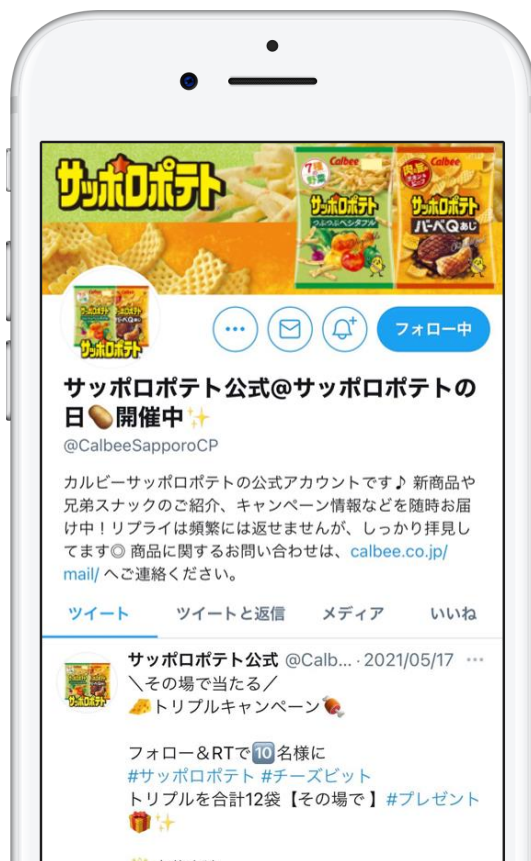 サッポロポテト
Calbee
Calbee
7種の野菜
サッポロポテト
つぶつぶベジタブル
サッポロポテト
バーベQあじ
サッポロポテト
フォロー中
サッポロポテト公式@サッポロポテトの
日🥔開催中✨
@CalbeeSapporoCP
カルビーサッポロポテトの公式アカウントです♪ 新商品や
兄弟スナックのご紹介、キャンペーン情報などを随時お届
け中！リプライは頻繁には返せませんが、しっかり拝見し
てます◎ 商品に関するお問い合わせは、calbee.co.jp/
mail/ へご連絡ください。
ツイート ツイートと返信 メディア いいね
サッポロポテト公式 @Calb... · 2021/05/17 ···
＼その場で当たる／
🧀トリプルキャンペーン🍖
フォロー＆RTで🔟名様に
#サッポロポテト #チーズビット
トリプルを合計12袋【その場で 】#プレゼント
🎁✨